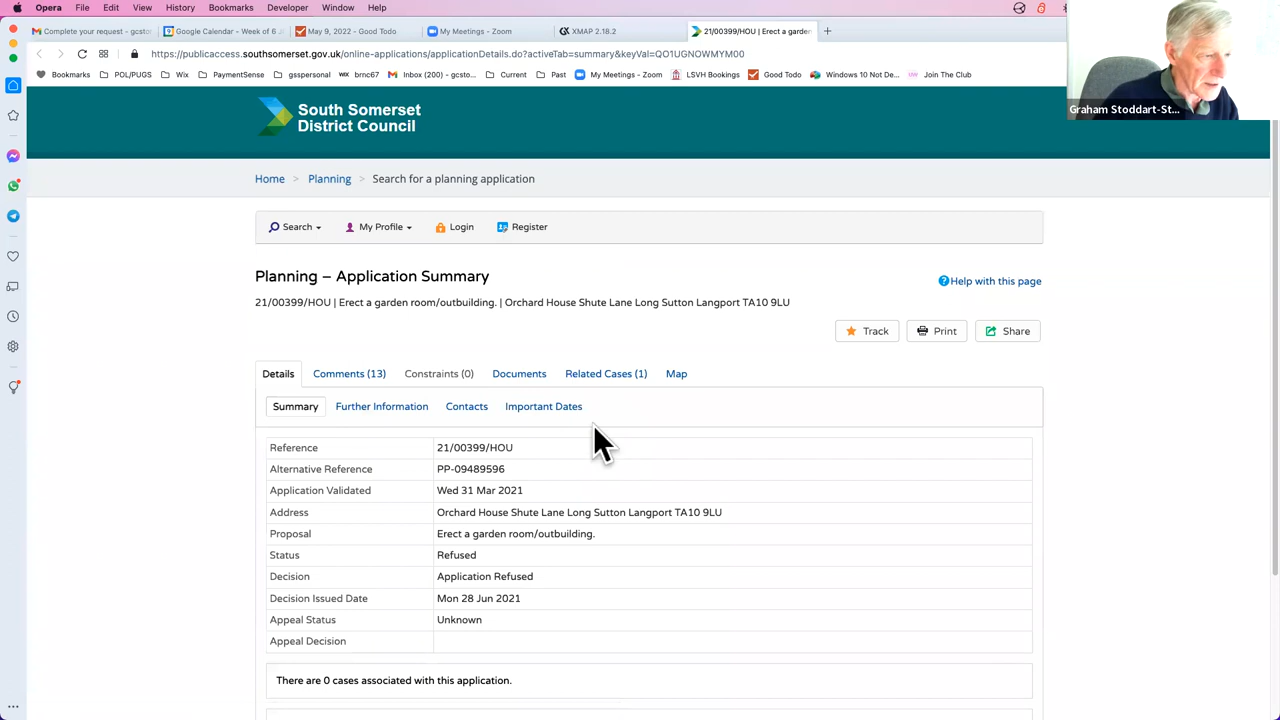 Opera File Edit View History Bookmarks Developer Window Help
Complete your request - gcstor
Google Calendar - Week of 6 J
May 9, 2022 - Good Todo
My Meetings - Zoom
XMAP 2.18.2
21/00399/HOU | Erect a garde
https://publicaccess.southsomerset.gov.uk/online-applications/applicationDetails.do?activeTab=summary&keyVal=QO1UGNOWMYM00
Bookmarks POL/PUGS Wix PaymentSense gsspersonal WIX brnc67 Inbox (200) - gcsto... Current Past My Meetings - Zoom LSVH Bookings Good Todo Windows 10 Not De... Join The Club
Graham Stoddart-St...
South Somerset
District Council
Home > Planning > Search for a planning application
Search My Profile Login Register
Planning – Application Summary
Help with this page
21/00399/HOU | Erect a garden room/outbuilding. | Orchard House Shute Lane Long Sutton Langport TA10 9LU
Track Print Share
Details Comments (13) Constraints (0) Documents Related Cases (1) Map
Summary Further Information Contacts Important Dates
Reference 21/00399/HOU
Alternative Reference PP-09489596
Application Validated Wed 31 Mar 2021
Address Orchard House Shute Lane Long Sutton Langport TA10 9LU
Proposal Erect a garden room/outbuilding.
Status Refused
Decision Application Refused
Decision Issued Date Mon 28 Jun 2021
Appeal Status Unknown
Appeal Decision
There are 0 cases associated with this application.